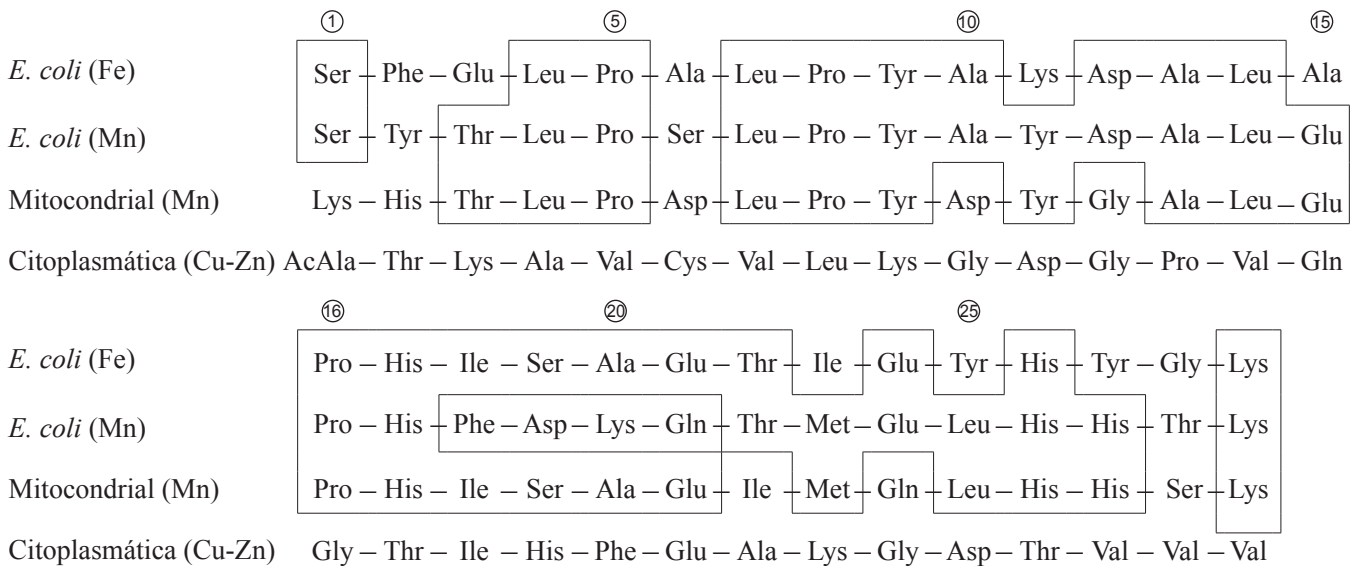 ① ⑤ ⑩ ⑮
E. coli (Fe) Ser – Phe – Glu – Leu – Pro – Ala – Leu – Pro – Tyr – Ala – Lys – Asp – Ala – Leu – Ala
E. coli (Mn) Ser – Tyr – Thr – Leu – Pro – Ser – Leu – Pro – Tyr – Ala – Tyr – Asp – Ala – Leu – Glu
Mitocondrial (Mn) Lys – His – Thr – Leu – Pro – Asp – Leu – Pro – Tyr – Asp – Tyr – Gly – Ala – Leu – Glu
Citoplasmática (Cu-Zn) AcAla – Thr – Lys – Ala – Val – Cys – Val – Leu – Lys – Gly – Asp – Gly – Pro – Val – Gln
⑯ ⑳ ㉕
E. coli (Fe) Pro – His – Ile – Ser – Ala – Glu – Thr – Ile – Glu – Tyr – His – Tyr – Gly – Lys
E. coli (Mn) Pro – His – Phe – Asp – Lys – Gln – Thr – Met – Glu – Leu – His – His – Thr – Lys
Mitocondrial (Mn) Pro – His – Ile – Ser – Ala – Glu – Ile – Met – Gln – Leu – His – His – Ser – Lys
Citoplasmática (Cu-Zn) Gly – Thr – Ile – His – Phe – Glu – Ala – Lys – Gly – Asp – Thr – Val – Val – Val